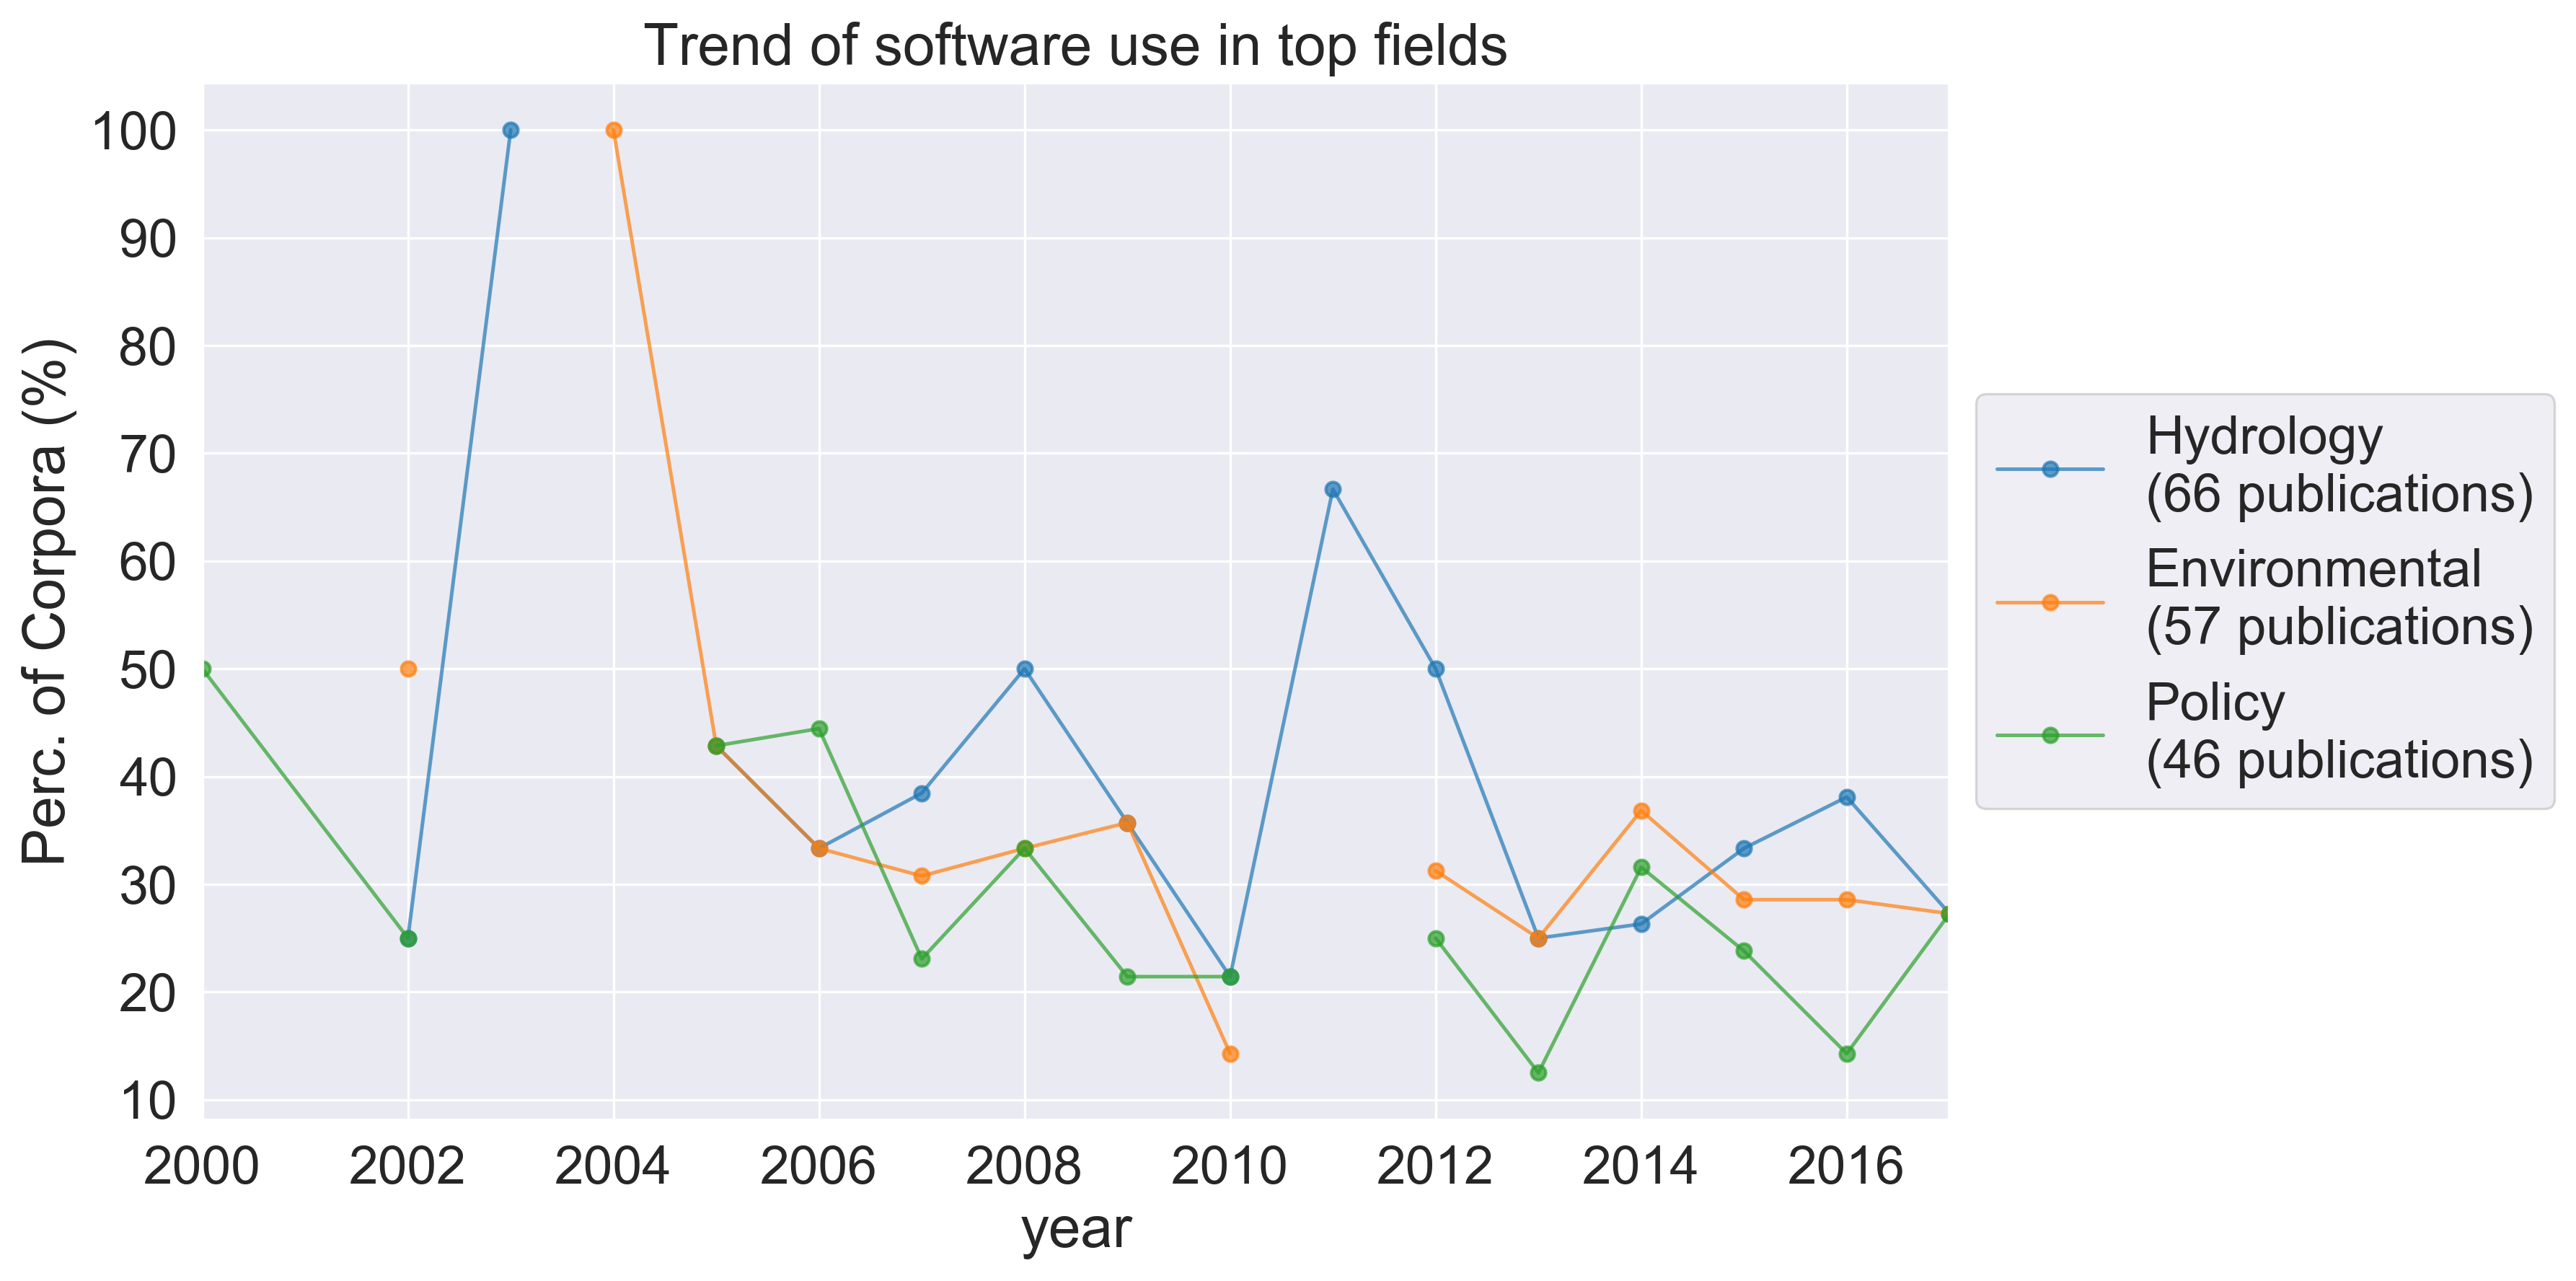 Trend of software use in top fields
Perc. of Corpora (%)
100
90
80
70
60
50
40
30
20
10
2000 2002 2004 2006 2008 2010 2012 2014 2016
year
Hydrology
(66 publications)
Environmental
(57 publications)
Policy
(46 publications)